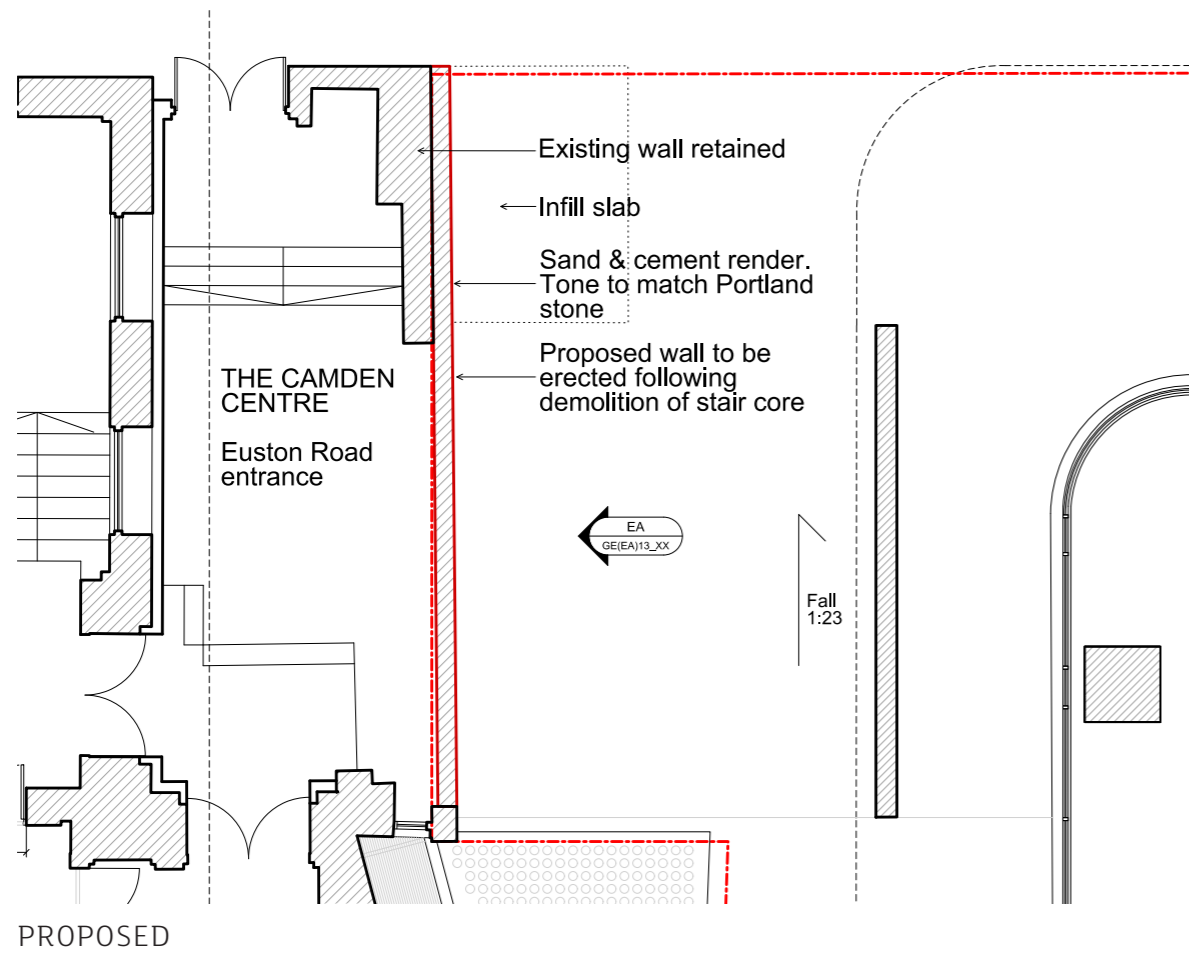 Existing wall retained
Infill slab
Sand & cement render.
Tone to match Portland
stone
Proposed wall to be
erected following
demolition of stair core
THE CAMDEN
CENTRE
Euston Road
entrance
EA
GE(EA)13_XX
Fall
1:23
PROPOSED